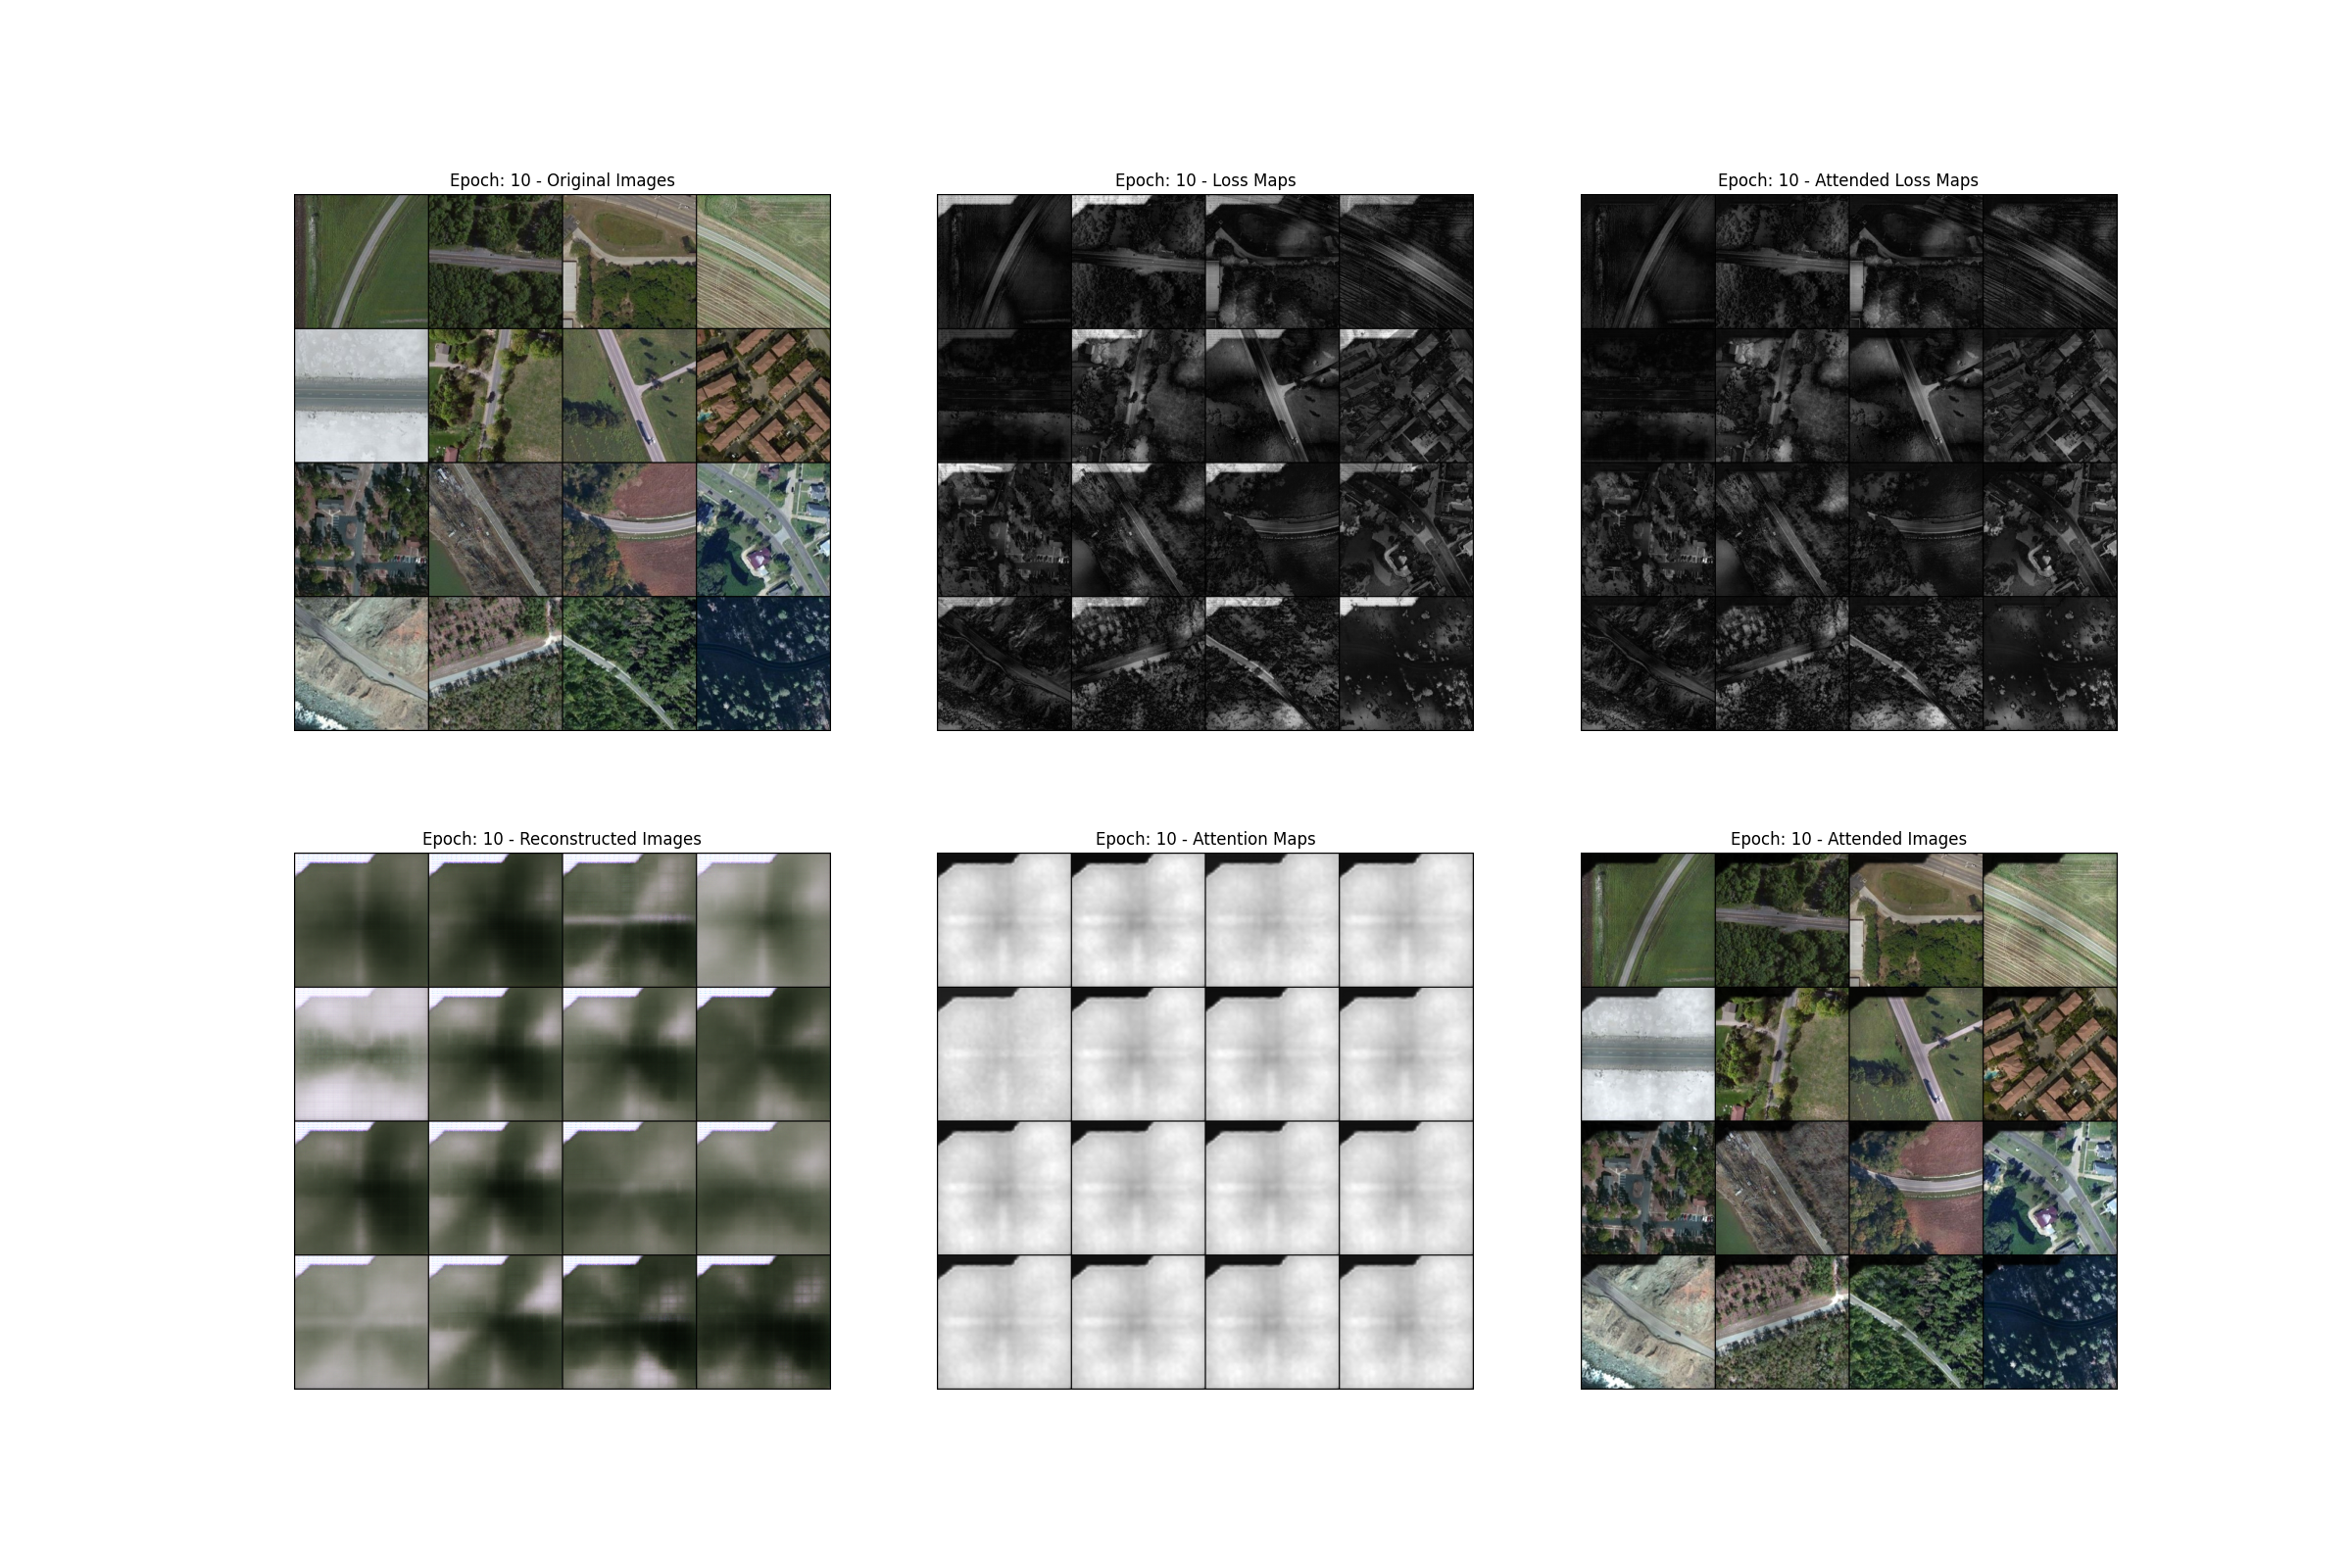 Epoch: 10 - Original Images
Epoch: 10 - Loss Maps
Epoch: 10 - Attended Loss Maps
Epoch: 10 - Reconstructed Images
Epoch: 10 - Attention Maps
Epoch: 10 - Attended Images